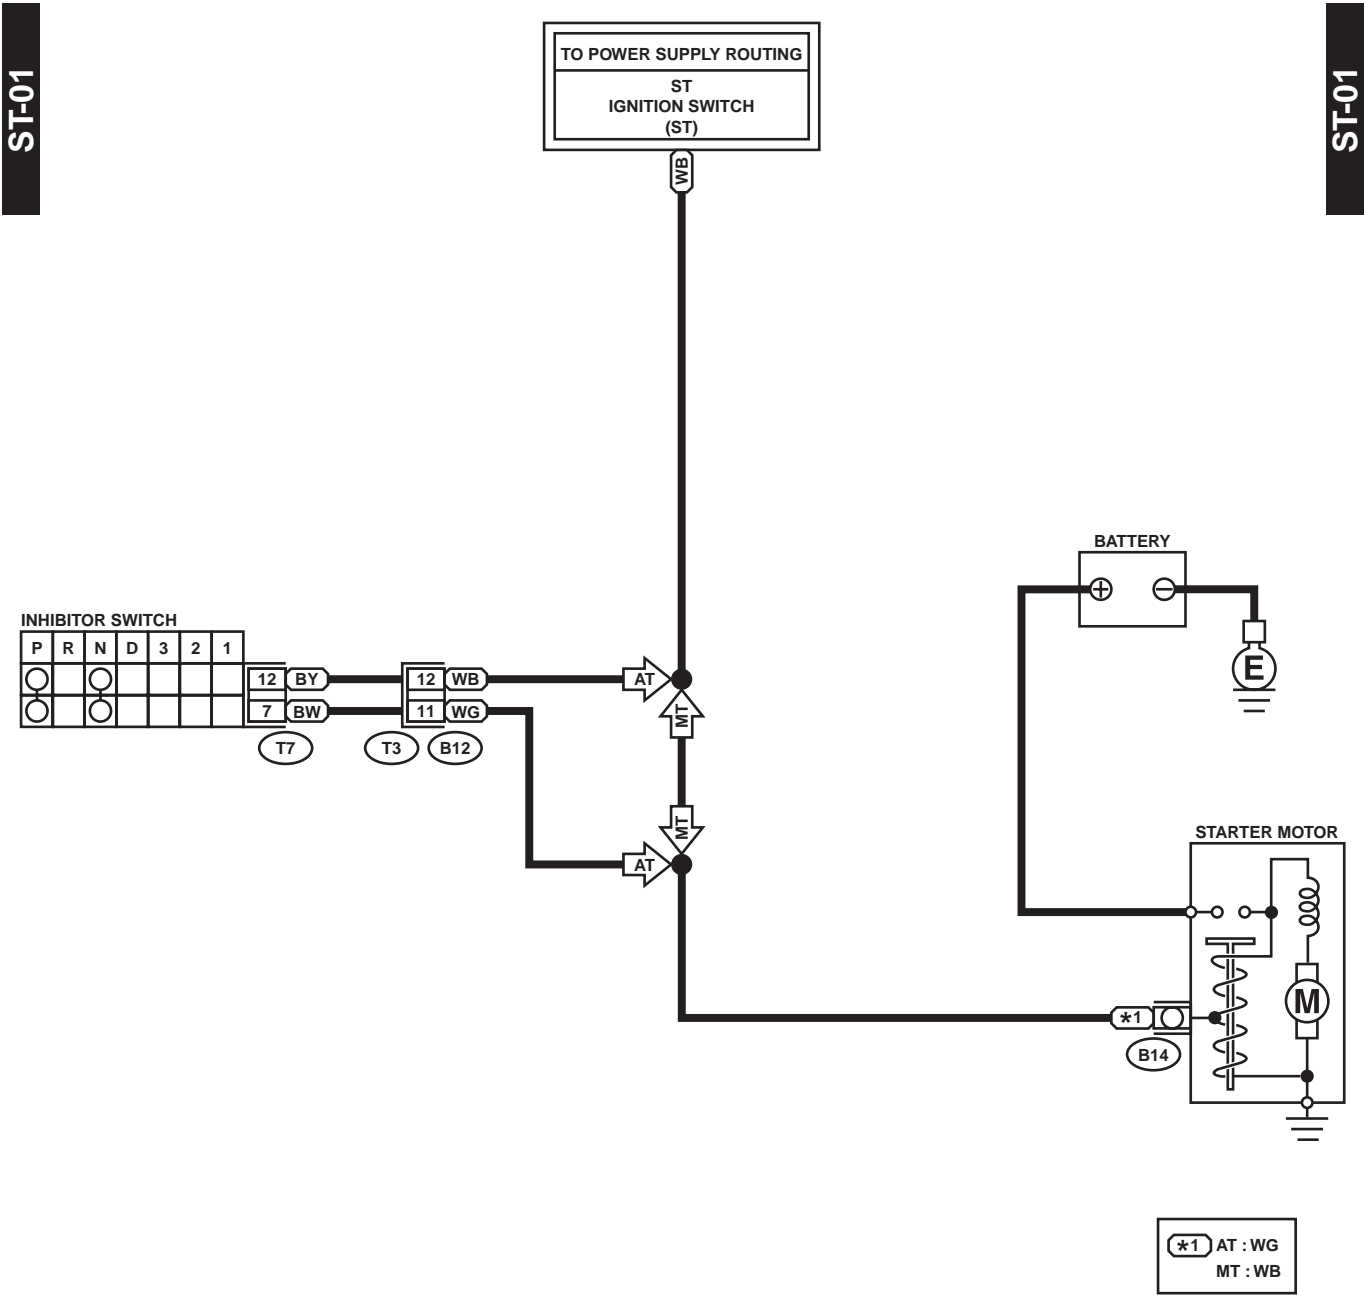 ST-01
ST-01
TO POWER SUPPLY ROUTING
ST
IGNITION SWITCH
(ST)
WB
BATTERY
+ −
E
INHIBITOR SWITCH
P R N D 3 2 1
12 BY 12 WB AT
7 BW 11 WG
MT
T7 T3 B12
MT
AT
STARTER MOTOR
M
*1
B14
*1 AT : WG
MT : WB